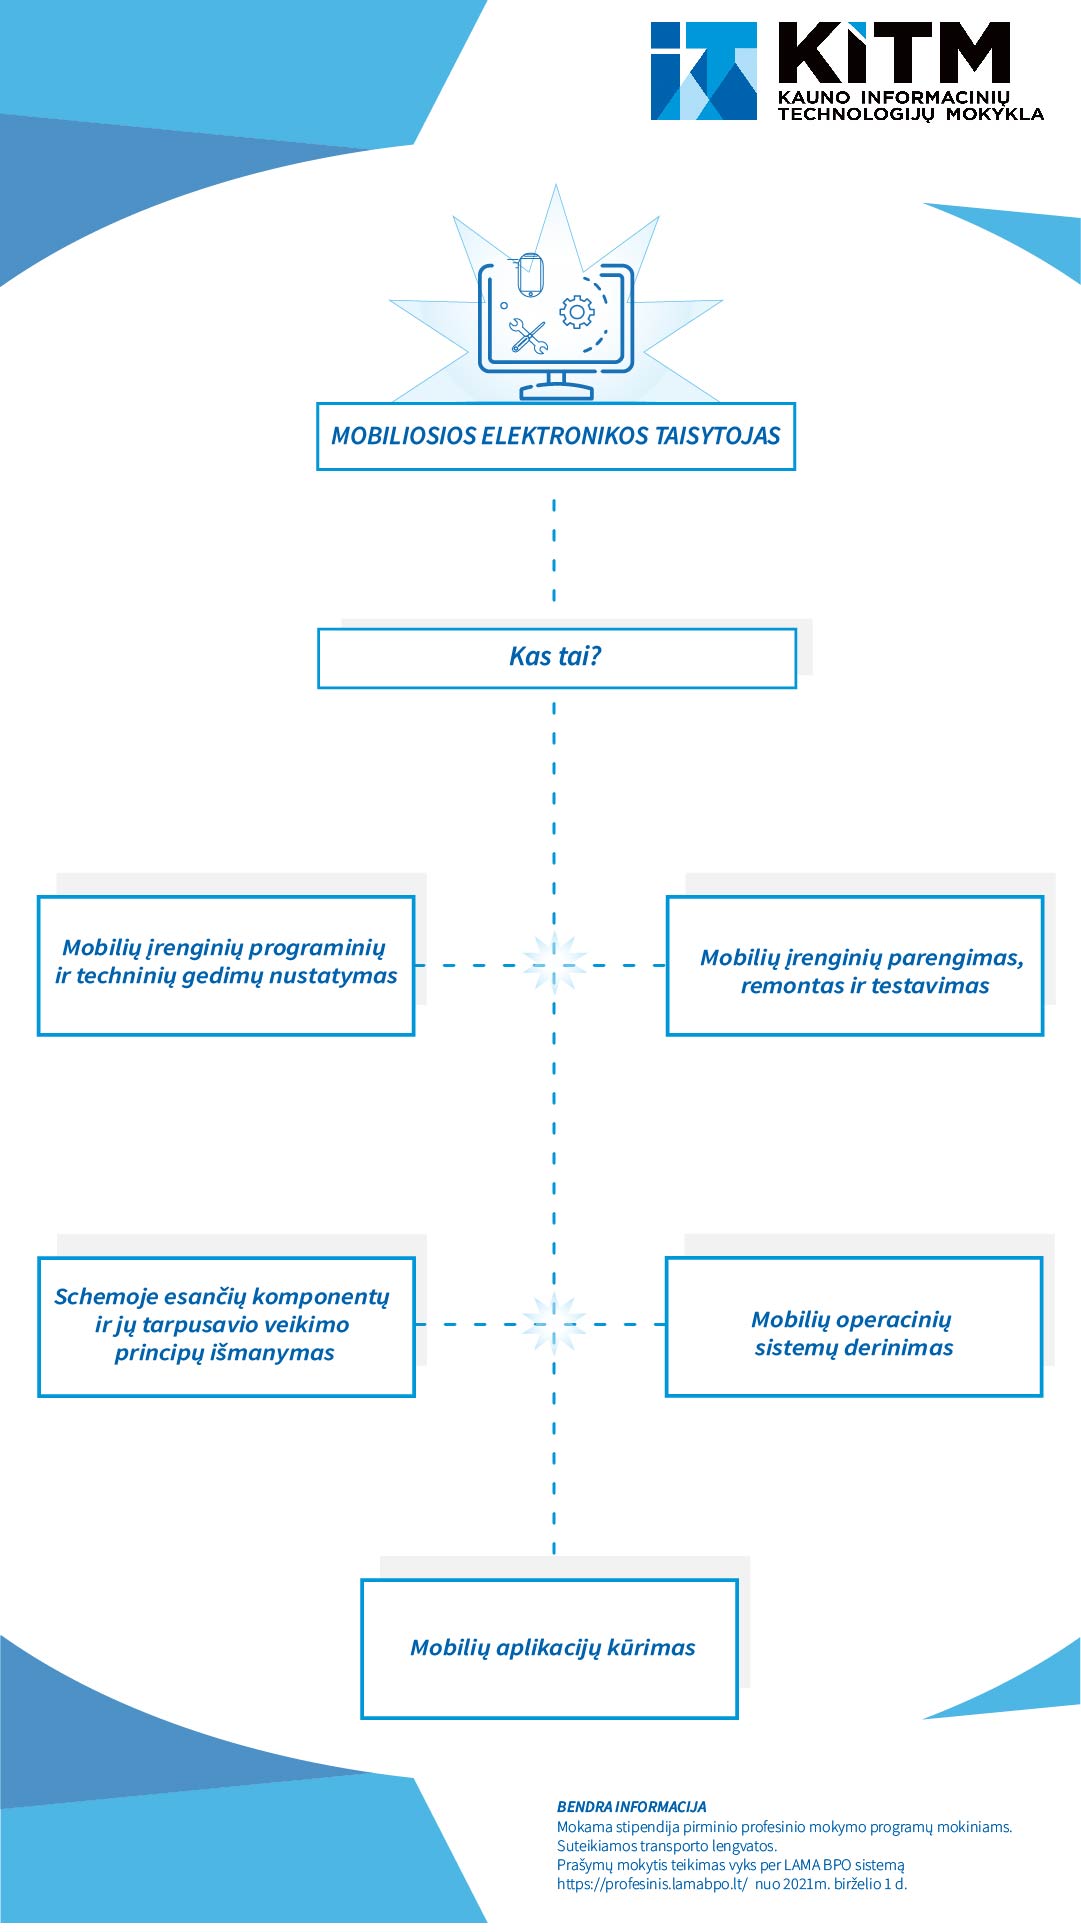 iT KiTM
KAUNO INFORMACINIŲ
TECHNOLOGIJŲ MOKYKLA
MOBILIOSIOS ELEKTRONIKOS TAISYTOJAS
Kas tai?
Mobilių įrenginių programinių
ir techninių gedimų nustatymas
Mobilių įrenginių parengimas,
remontas ir testavimas
Schemoje esančių komponentų
ir jų tarpusavio veikimo
principų išmanymas
Mobilių operacinių
sistemų derinimas
Mobilių aplikacijų kūrimas
BENDRA INFORMACIJA
Mokama stipendija pirminio profesinio mokymo programų mokiniams.
Suteikiamos transporto lengvatos.
Prašymų mokytis teikimas vyks per LAMA BPO sistemą
https://profesinis.lamabpo.lt/ nuo 2021m. birželio 1 d.